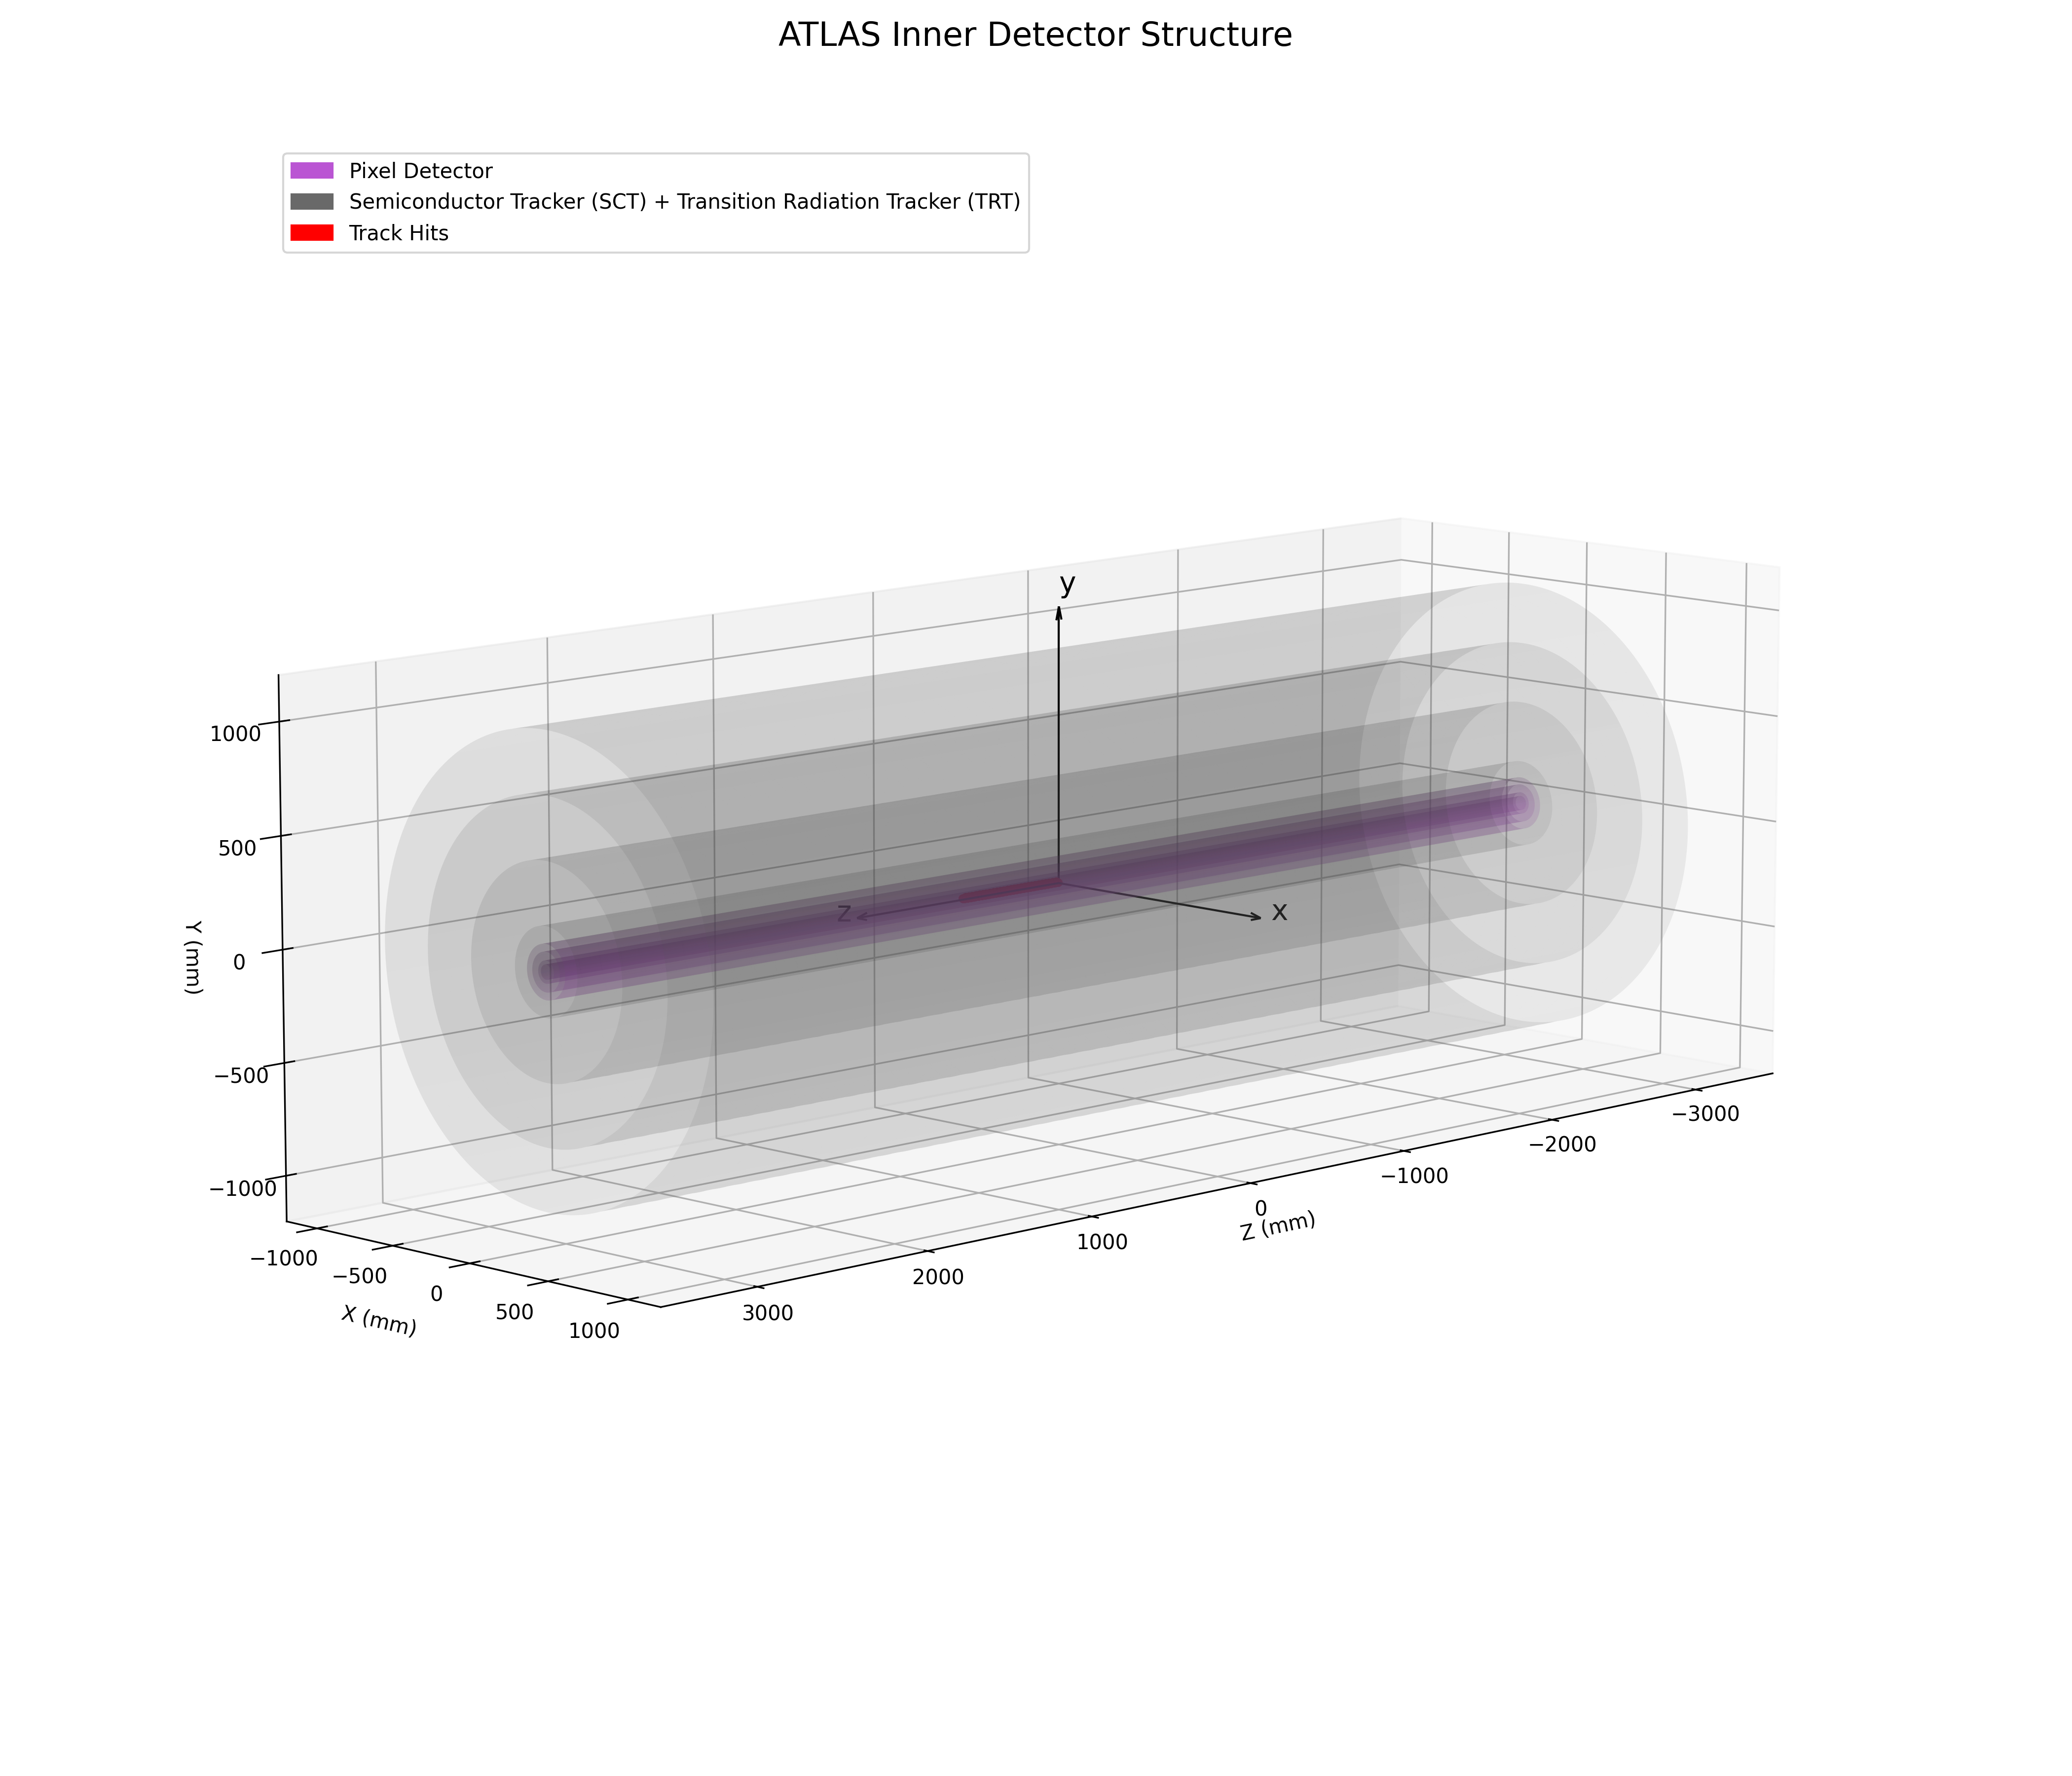 ATLAS Inner Detector Structure
Pixel Detector
Semiconductor Tracker (SCT) + Transition Radiation Tracker (TRT)
Track Hits
y
z
x
1000
500
0
−500
−1000
Y (mm)
−1000
−500
0
500
1000
X (mm)
3000
2000
1000
0
−1000
−2000
−3000
Z (mm)